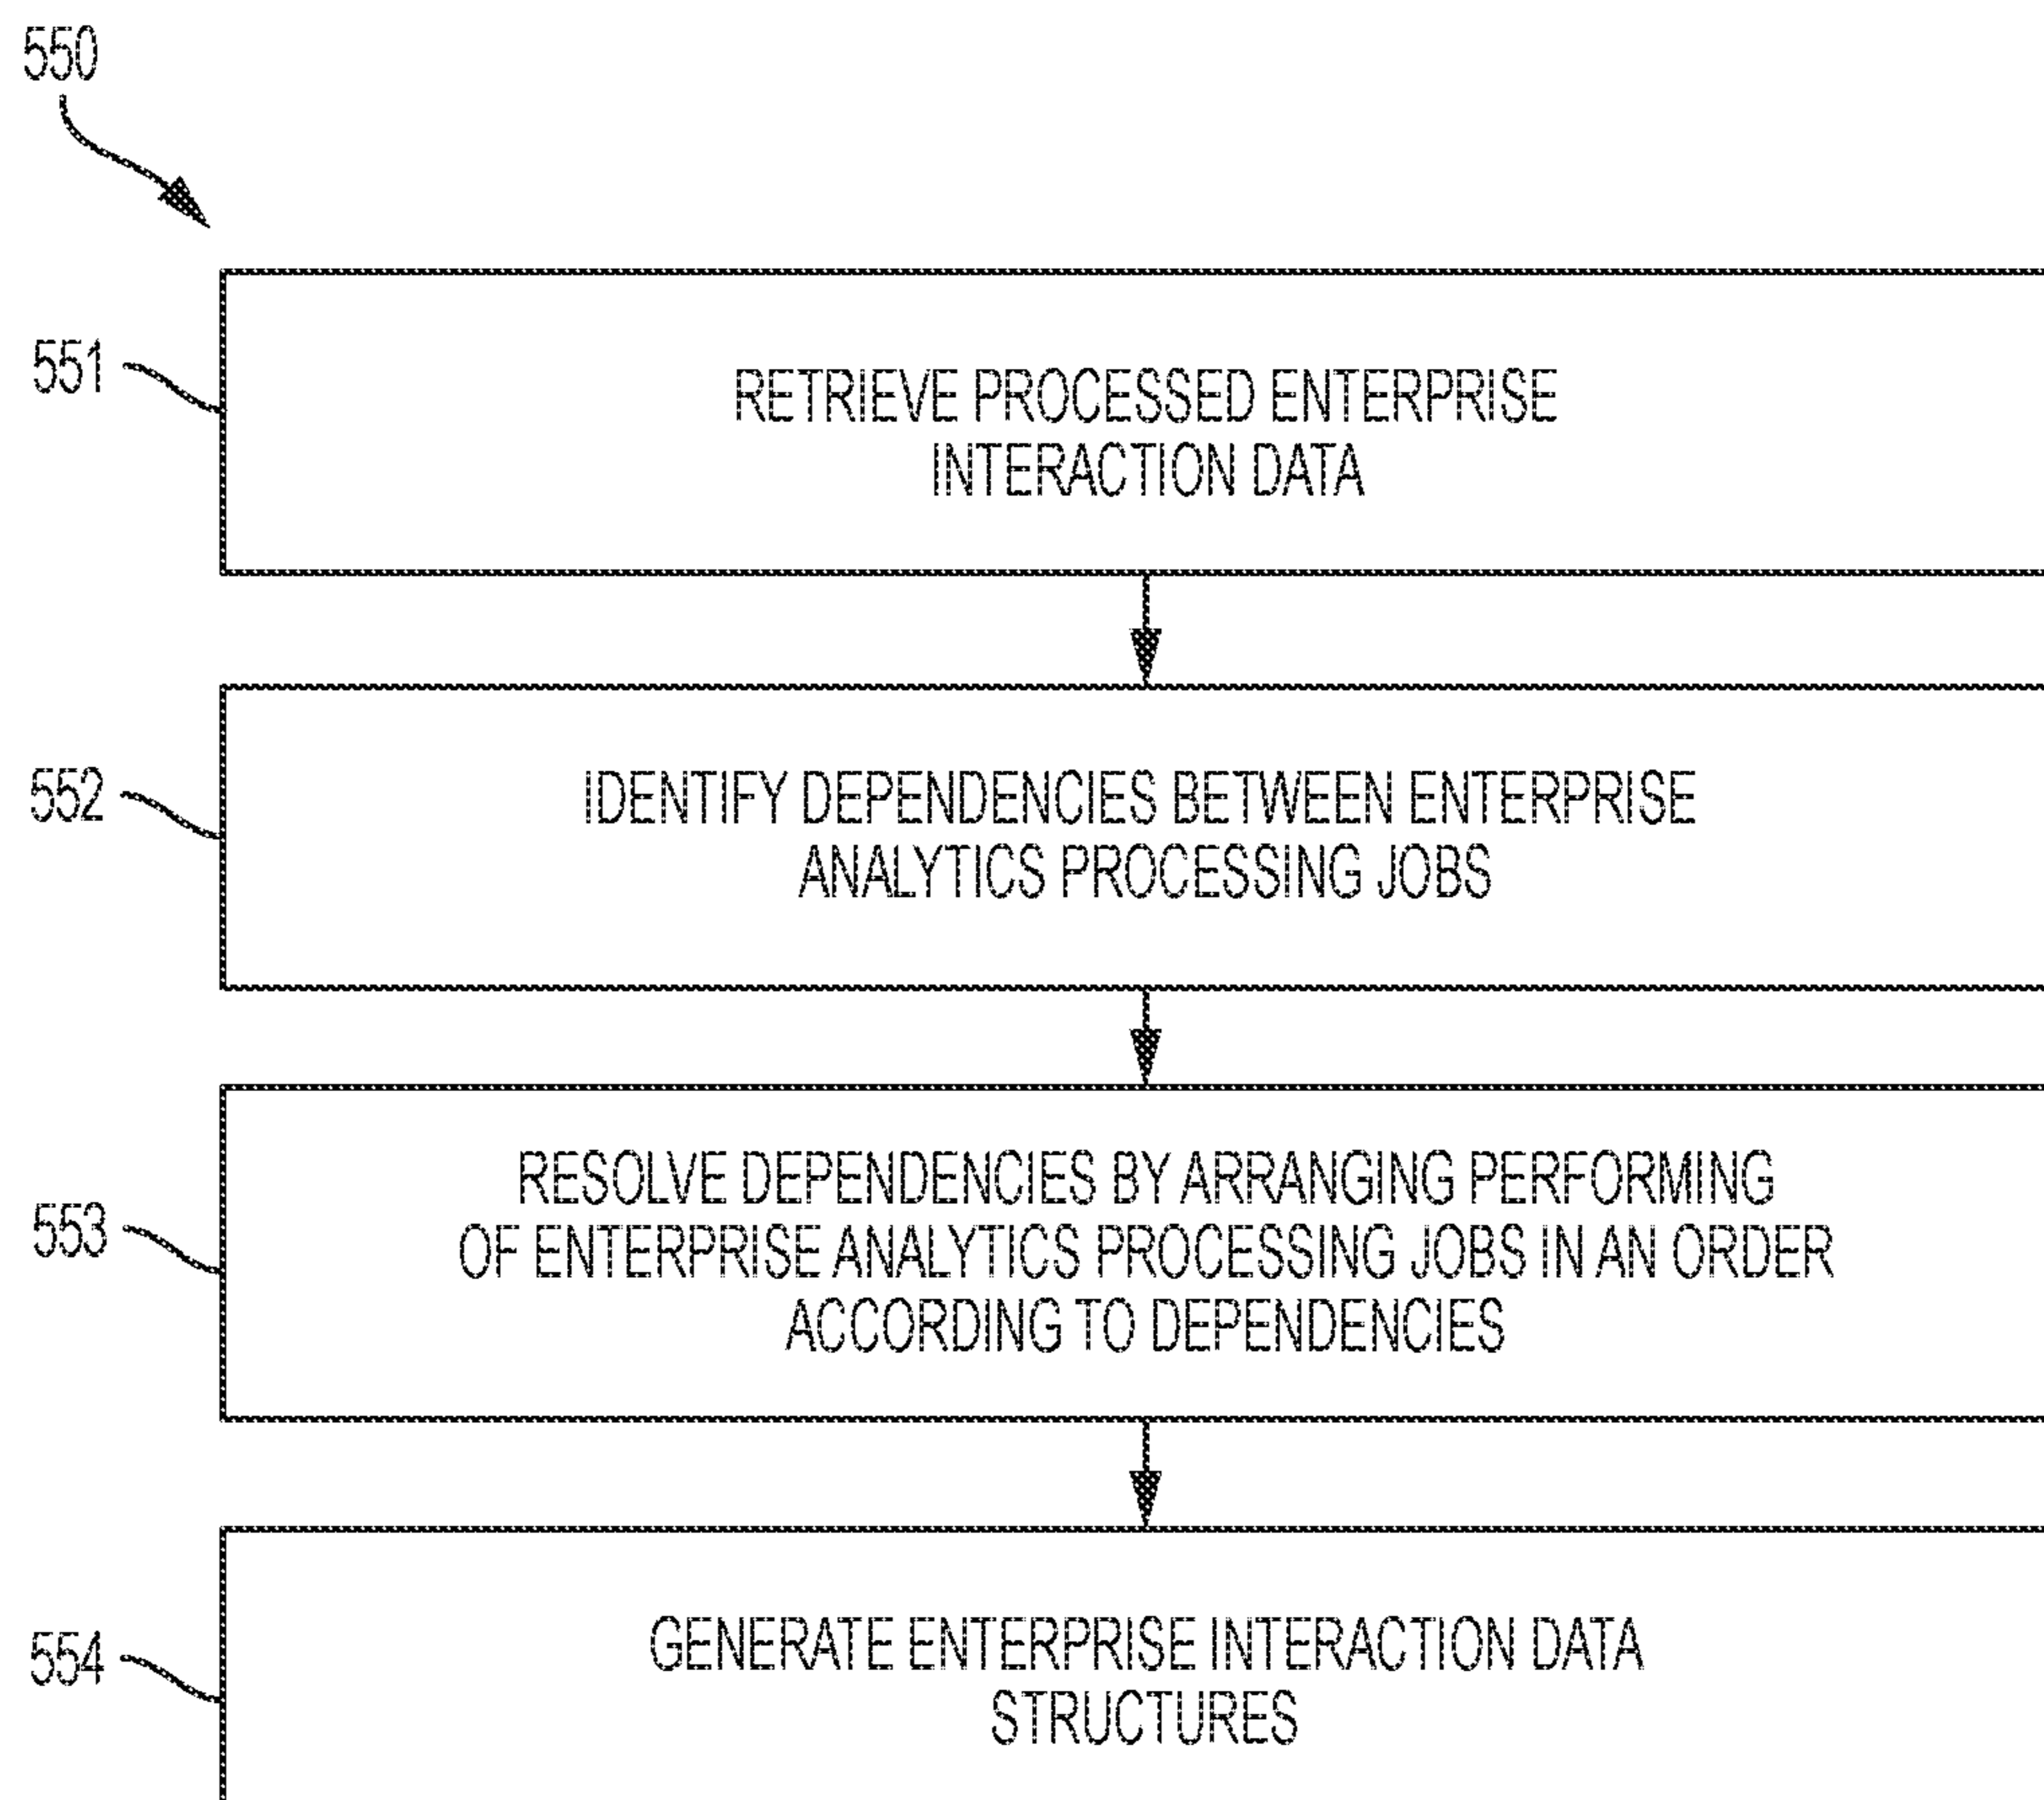 550
551
RETRIEVE PROCESSED ENTERPRISE
INTERACTION DATA
552
IDENTIFY DEPENDENCIES BETWEEN ENTERPRISE
ANALYTICS PROCESSING JOBS
553
RESOLVE DEPENDENCIES BY ARRANGING PERFORMING
OF ENTERPRISE ANALYTICS PROCESSING JOBS IN AN ORDER
ACCORDING TO DEPENDENCIES
554
GENERATE ENTERPRISE INTERACTION DATA
STRUCTURES